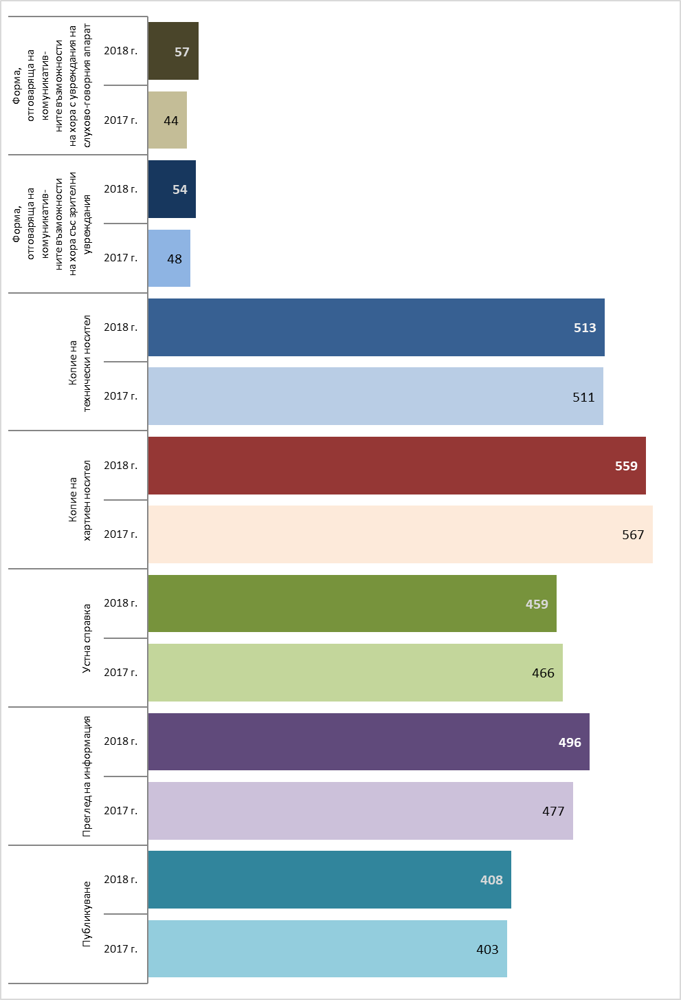 Форма,
отговаряща на
комуникатив-
ните възможности
на хора с увреждания на
слухово-говорния апарат
2018 г.
57
2017 г.
44
Форма,
отговаряща на
комуникатив-
ните възможности
на хора със зрителни
увреждания
2018 г.
54
2017 г.
48
Копие на
технически носител
2018 г.
513
2017 г.
511
Копие на
хартиен носител
2018 г.
559
2017 г.
567
Устна справка
2018 г.
459
2017 г.
466
Преглед на информация
2018 г.
496
2017 г.
477
Публикуване
2018 г.
408
2017 г.
403